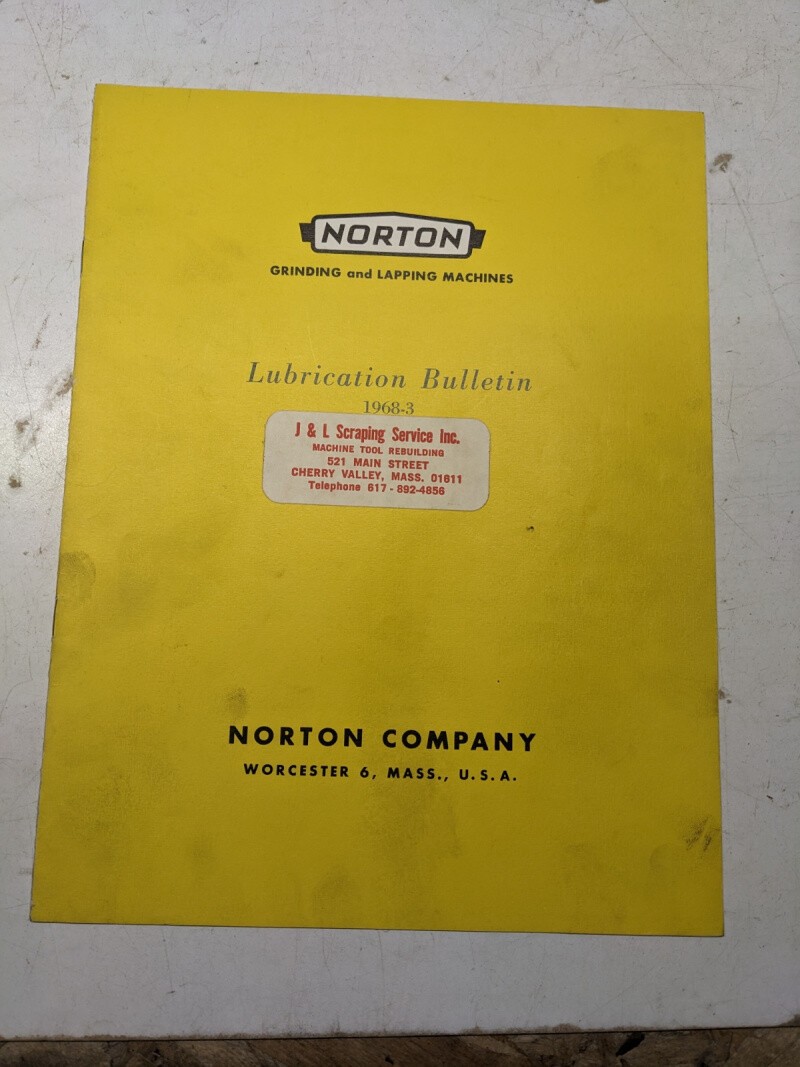 NORTON
GRINDING and LAPPING MACHINES
Lubrication Bulletin
1968-3
J & L Scraping Service Inc.
MACHINE TOOL REBUILDING
521 MAIN STREET
CHERRY VALLEY, MASS. 01611
Telephone 617 - 892-4856
NORTON COMPANY
WORCESTER 6, MASS., U.S.A.